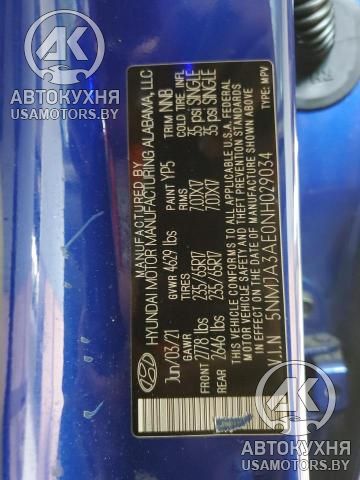 АВТОКУХНЯ
USAMOTORS.BY
MANUFACTURED BY
HYUNDAI MOTOR MANUFACTURING ALABAMA, LLC
Jun/03/21 GVWR 4629 lbs PAINT YP5 TRIM NNB
GAWR TIRES RIMS COLD TIRE INFL
FRONT 2778 lbs 235/65R17 7.0JX17 35 psi SINGLE
REAR 2646 lbs 235/65R17 7.0JX17 35 psi SINGLE
THIS VEHICLE CONFORMS TO ALL APPLICABLE U.S.A. FEDERAL
MOTOR VEHICLE SAFETY AND THEFT PREVENTION STANDARDS
IN EFFECT ON THE DATE OF MANUFACTURE SHOWN ABOVE
V.I.N 5NMJA3AE0NH029034 TYPE: MPV
АВТОКУХНЯ
USAMOTORS.BY